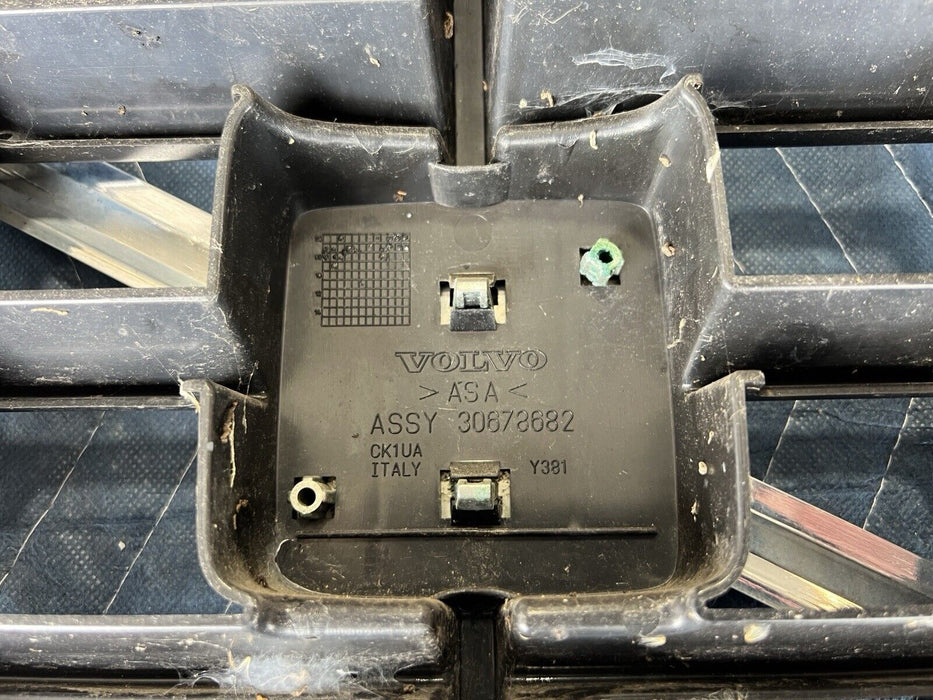 VOLVO
>ASA<
ASSY 30678682
CK1UA
ITALY Y381